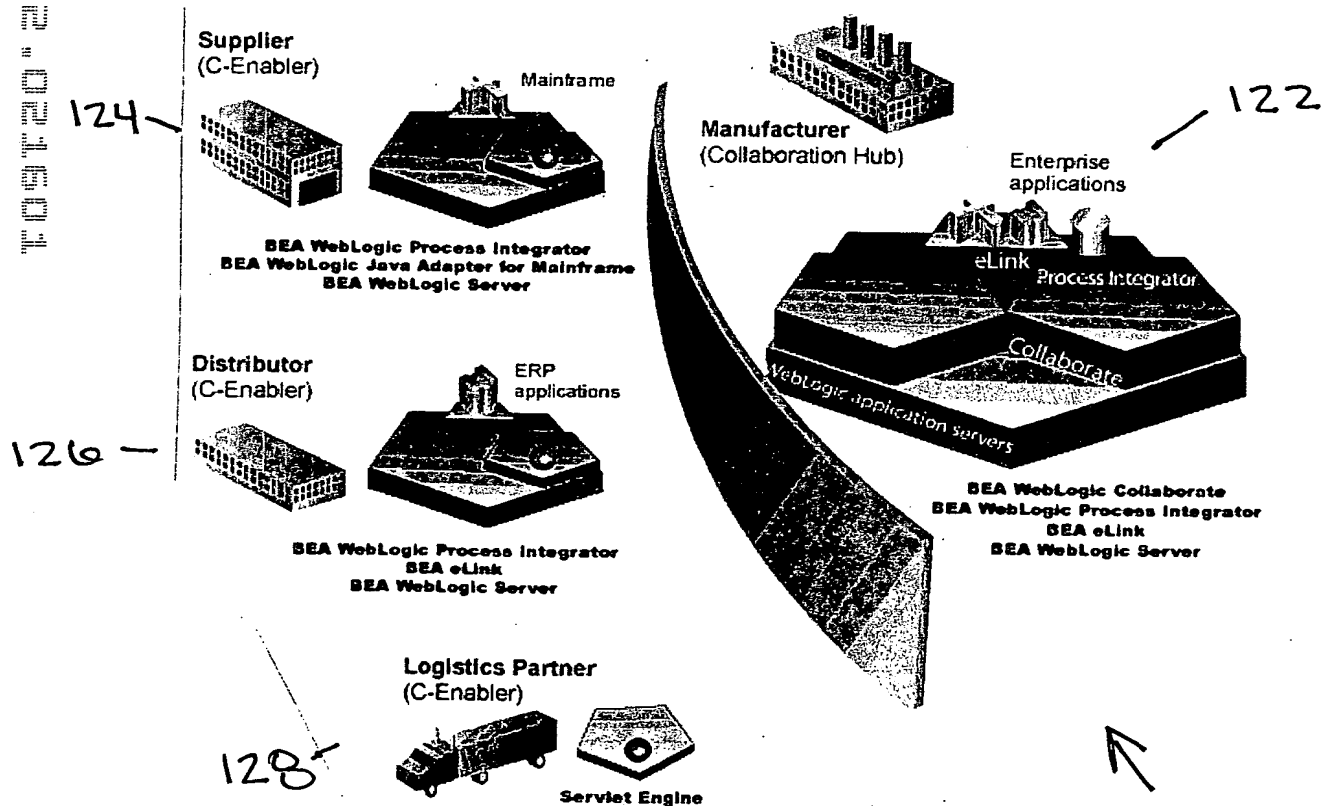 2.021601
124
Supplier
(C-Enabler)
Mainframe
BEA WebLogic Process Integrator
BEA WebLogic Java Adapter for Mainframe
BEA WebLogic Server
Manufacturer
(Collaboration Hub)
122
Enterprise
applications
eLink
Process Integrator
Collaborate
WebLogic application servers
BEA WebLogic Collaborate
BEA WebLogic Process Integrator
BEA eLink
BEA WebLogic Server
126
Distributor
(C-Enabler)
ERP
applications
BEA WebLogic Process Integrator
BEA eLink
BEA WebLogic Server
128
Logistics Partner
(C-Enabler)
Servlet Engine